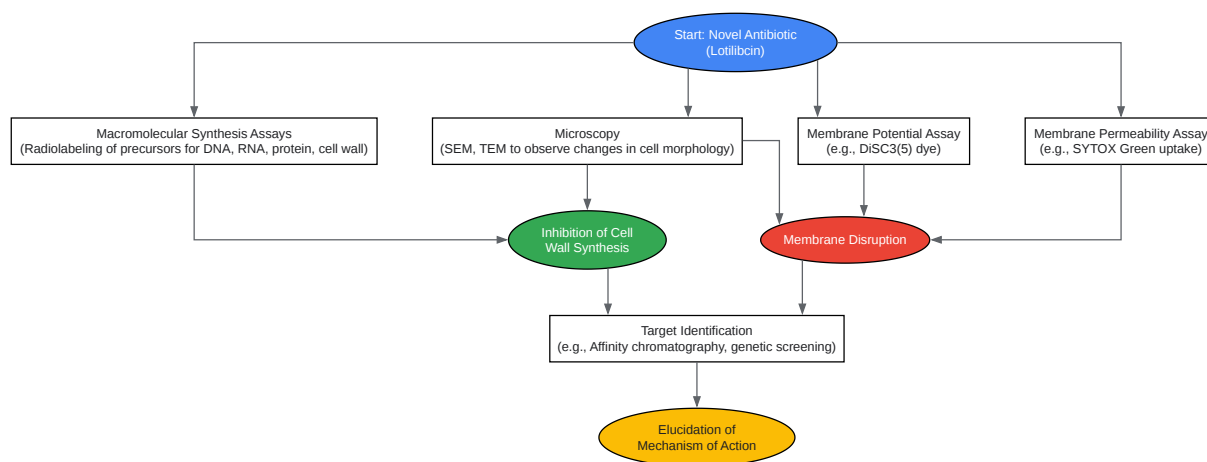 Start: Novel Antibiotic
(Lotilibcin)
Macromolecular Synthesis Assays
(Radiolabeling of precursors for DNA, RNA, protein, cell wall)
Microscopy
(SEM, TEM to observe changes in cell morphology)
Membrane Potential Assay
(e.g., DiSC3(5) dye)
Membrane Permeability Assay
(e.g., SYTOX Green uptake)
Inhibition of Cell
Wall Synthesis
Membrane Disruption
Target Identification
(e.g., Affinity chromatography, genetic screening)
Elucidation of
Mechanism of Action